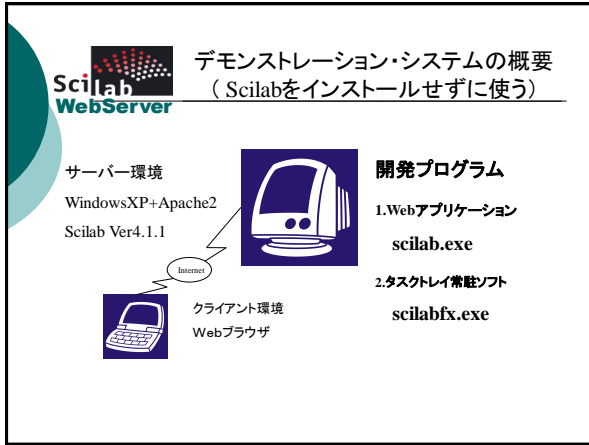 Scilab
WebServer
デモンストレーション・システムの概要
( Scilabをインストールせずに使う)
サーバー環境
WindowsXP+Apache2
Scilab Ver4.1.1
Internet
クライアント環境
Webブラウザ
開発プログラム
1.Webアプリケーション
scilab.exe
2.タスクトレイ常駐ソフト
scilabfx.exe